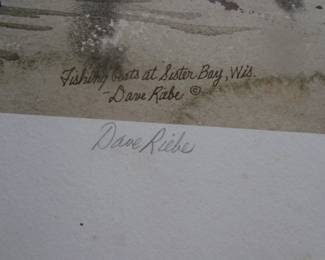 Fishing Boats at Sister Bay, Wis.
- Dave Riebe ©
Dave Riebe